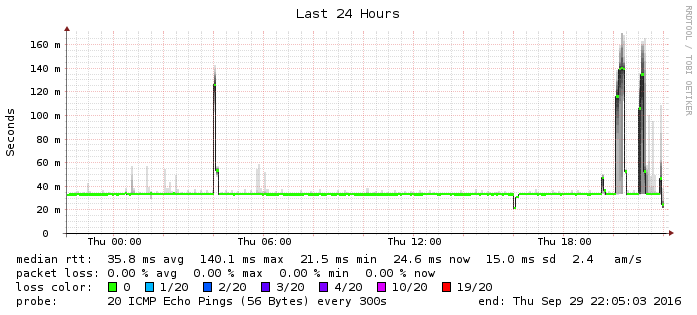 Last 24 Hours
RRDTOOL / TOBI OETIKER
Seconds
160 m
140 m
120 m
100 m
80 m
60 m
40 m
20 m
0
Thu 00:00 Thu 06:00 Thu 12:00 Thu 18:00
median rtt: 35.8 ms avg 140.1 ms max 21.5 ms min 24.6 ms now 15.0 ms sd 2.4 am/s
packet loss: 0.00 % avg 0.00 % max 0.00 % min 0.00 % now
loss color: 0 1/20 2/20 3/20 4/20 10/20 19/20
probe: 20 ICMP Echo Pings (56 Bytes) every 300s end: Thu Sep 29 22:05:03 2016